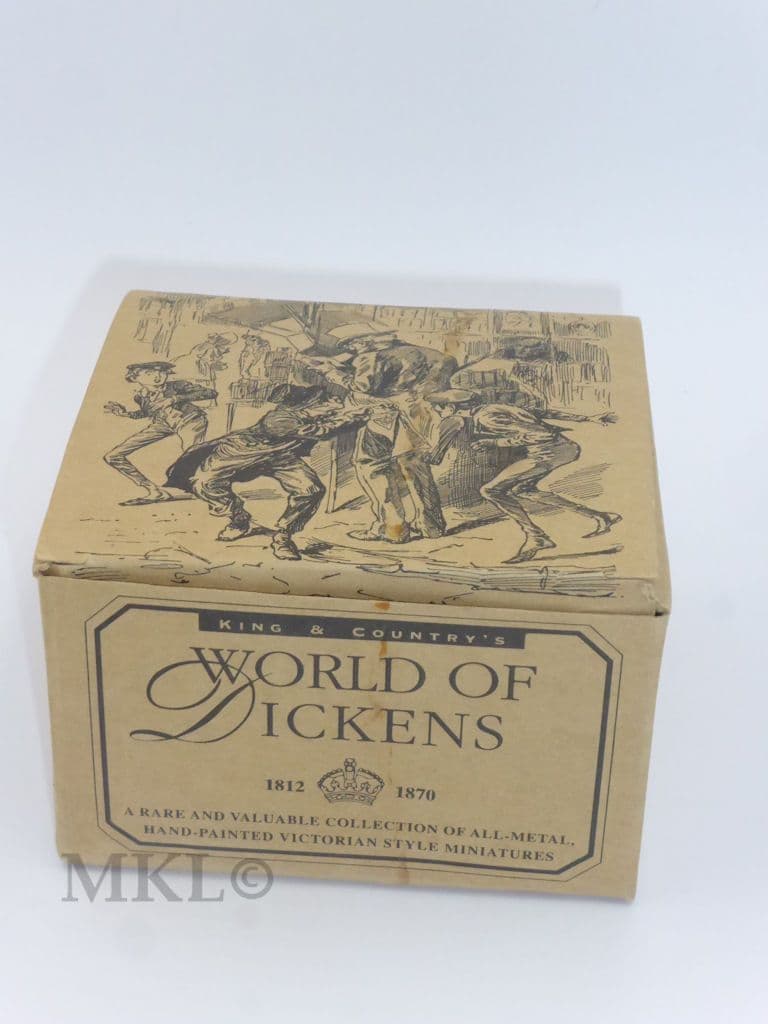 KING & COUNTRY'S
WORLD OF
DICKENS
1812 1870
A RARE AND VALUABLE COLLECTION OF ALL-METAL,
HAND-PAINTED VICTORIAN STYLE MINIATURES
MKL©